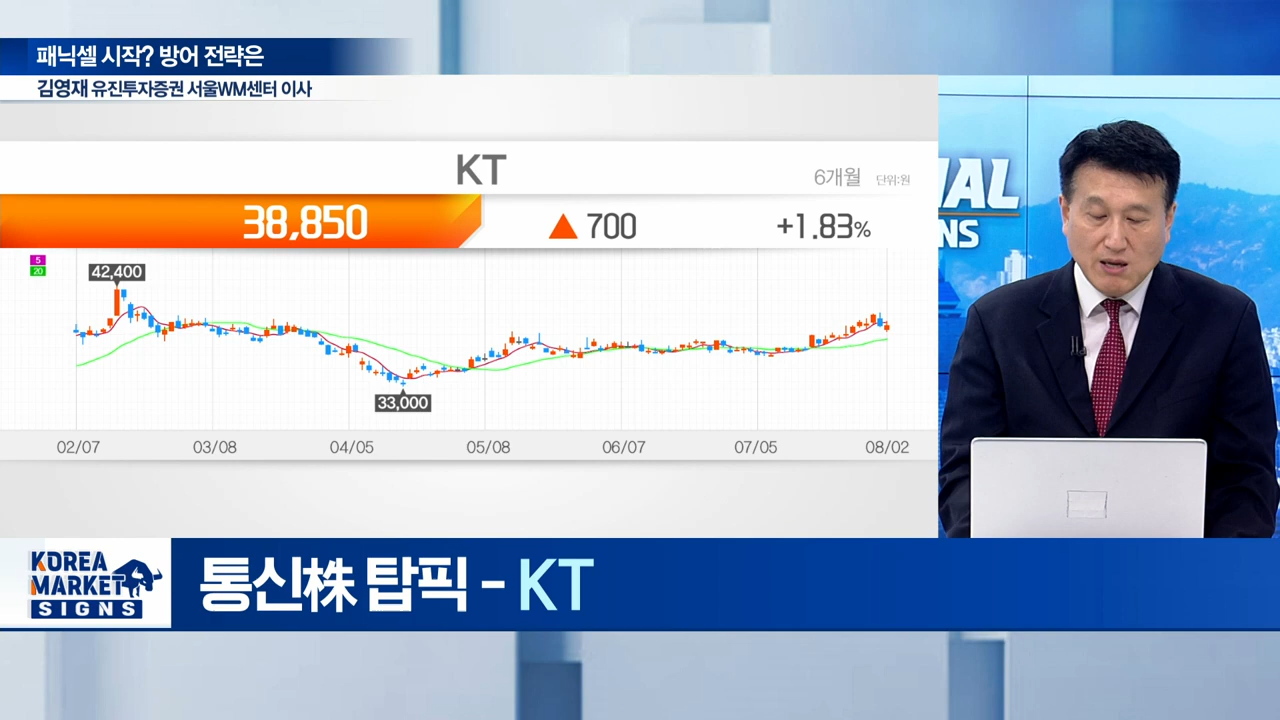 패닉셀 시작? 방어 전략은
김영재 유진투자증권 서울WM센터 이사
KT
6개월 단위:원
38,850 ▲ 700 +1.83%
5
20
42,400
33,000
02/07 03/08 04/05 05/08 06/07 07/05 08/02
NAL
NS
KOREA
MARKET
SIGNS
통신株 탑픽 - KT